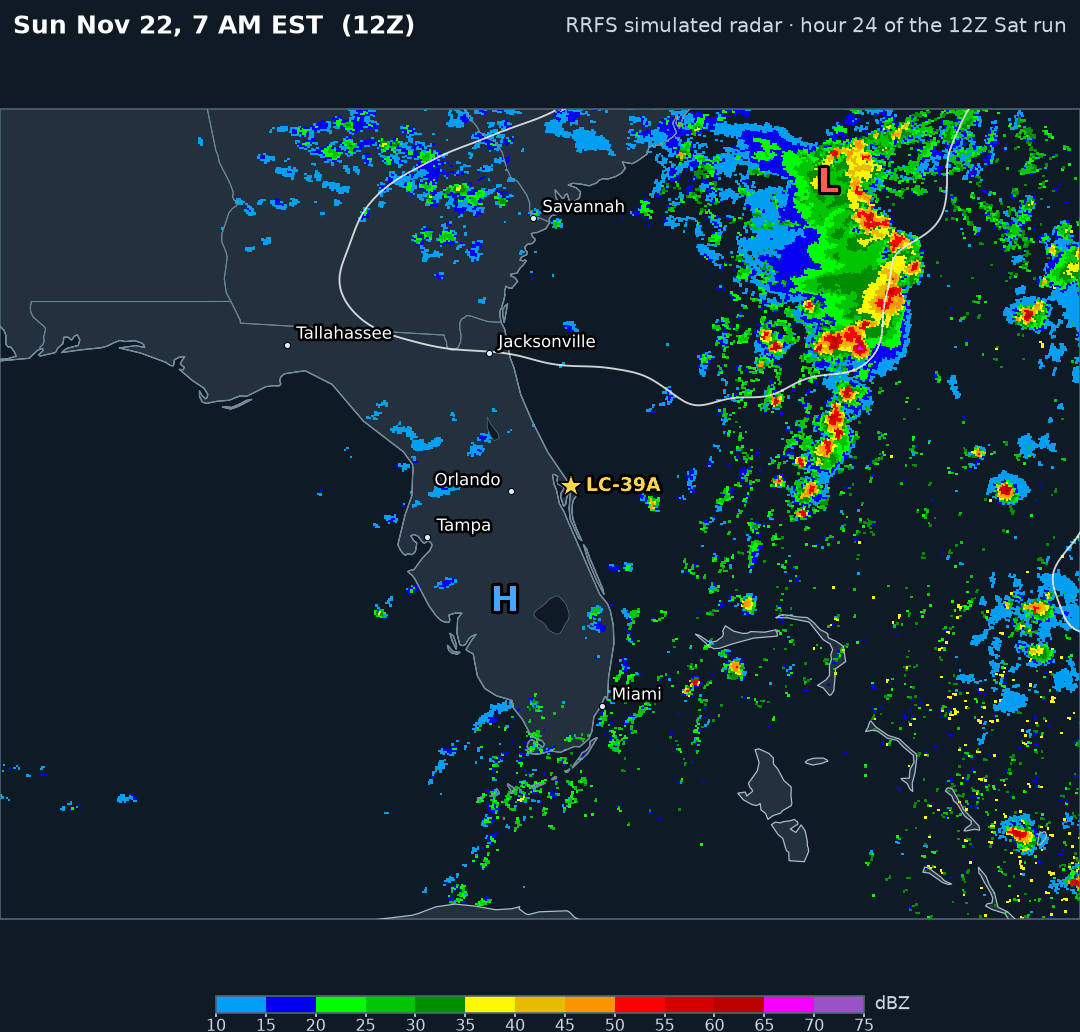 Sun Nov 22, 7 AM EST (12Z)
RRFS simulated radar · hour 24 of the 12Z Sat run
L
Savannah
Tallahassee
Jacksonville
Orlando
LC-39A
Tampa
H
Miami
dBZ
10 15 20 25 30 35 40 45 50 55 60 65 70 75